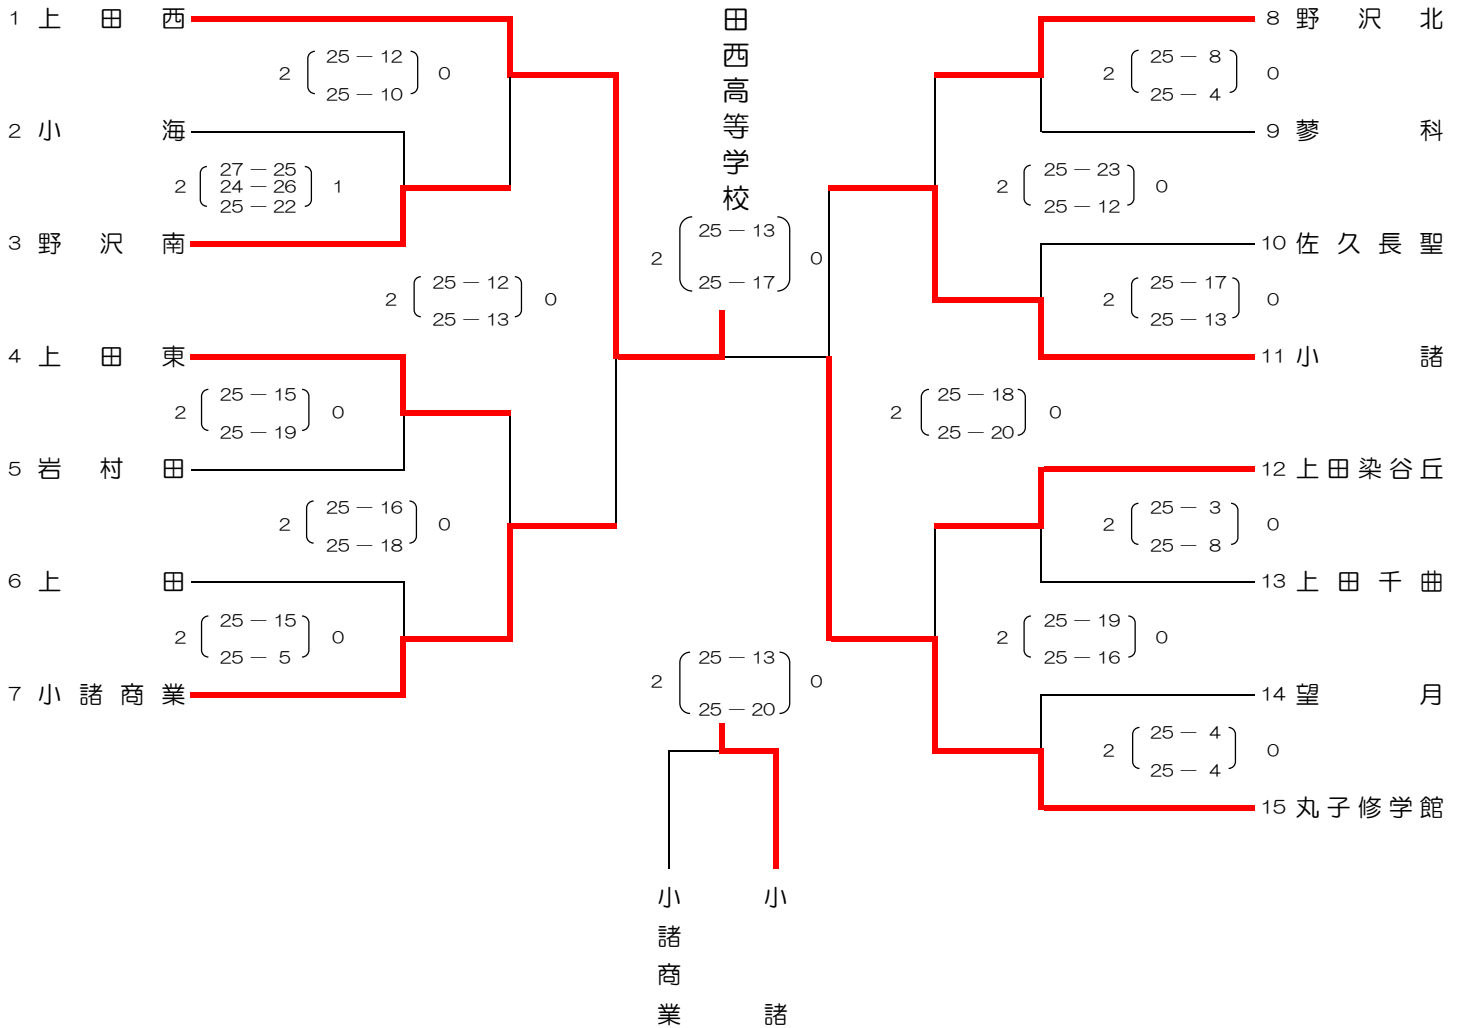 1 上田西
2 ( 25 － 12 ) 0
25 － 10
2 小海
2 ( 27 － 25 ) 1
24 － 26
25 － 22
3 野沢南
2 ( 25 － 12 ) 0
25 － 13
4 上田東
2 ( 25 － 15 ) 0
25 － 19
5 岩村田
2 ( 25 － 16 ) 0
25 － 18
6 上田
2 ( 25 － 15 ) 0
25 － 5
7 小諸商業
田西高等学校
2 ( 25 － 13 ) 0
25 － 17
2 ( 25 － 13 ) 0
25 － 20
小諸商業
小諸
8 野沢北
2 ( 25 － 8 ) 0
25 － 4
9 蓼科
2 ( 25 － 23 ) 0
25 － 12
10 佐久長聖
2 ( 25 － 17 ) 0
25 － 13
11 小諸
2 ( 25 － 18 ) 0
25 － 20
12 上田染谷丘
2 ( 25 － 3 ) 0
25 － 8
13 上田千曲
2 ( 25 － 19 ) 0
25 － 16
14 望月
2 ( 25 － 4 ) 0
25 － 4
15 丸子修学館